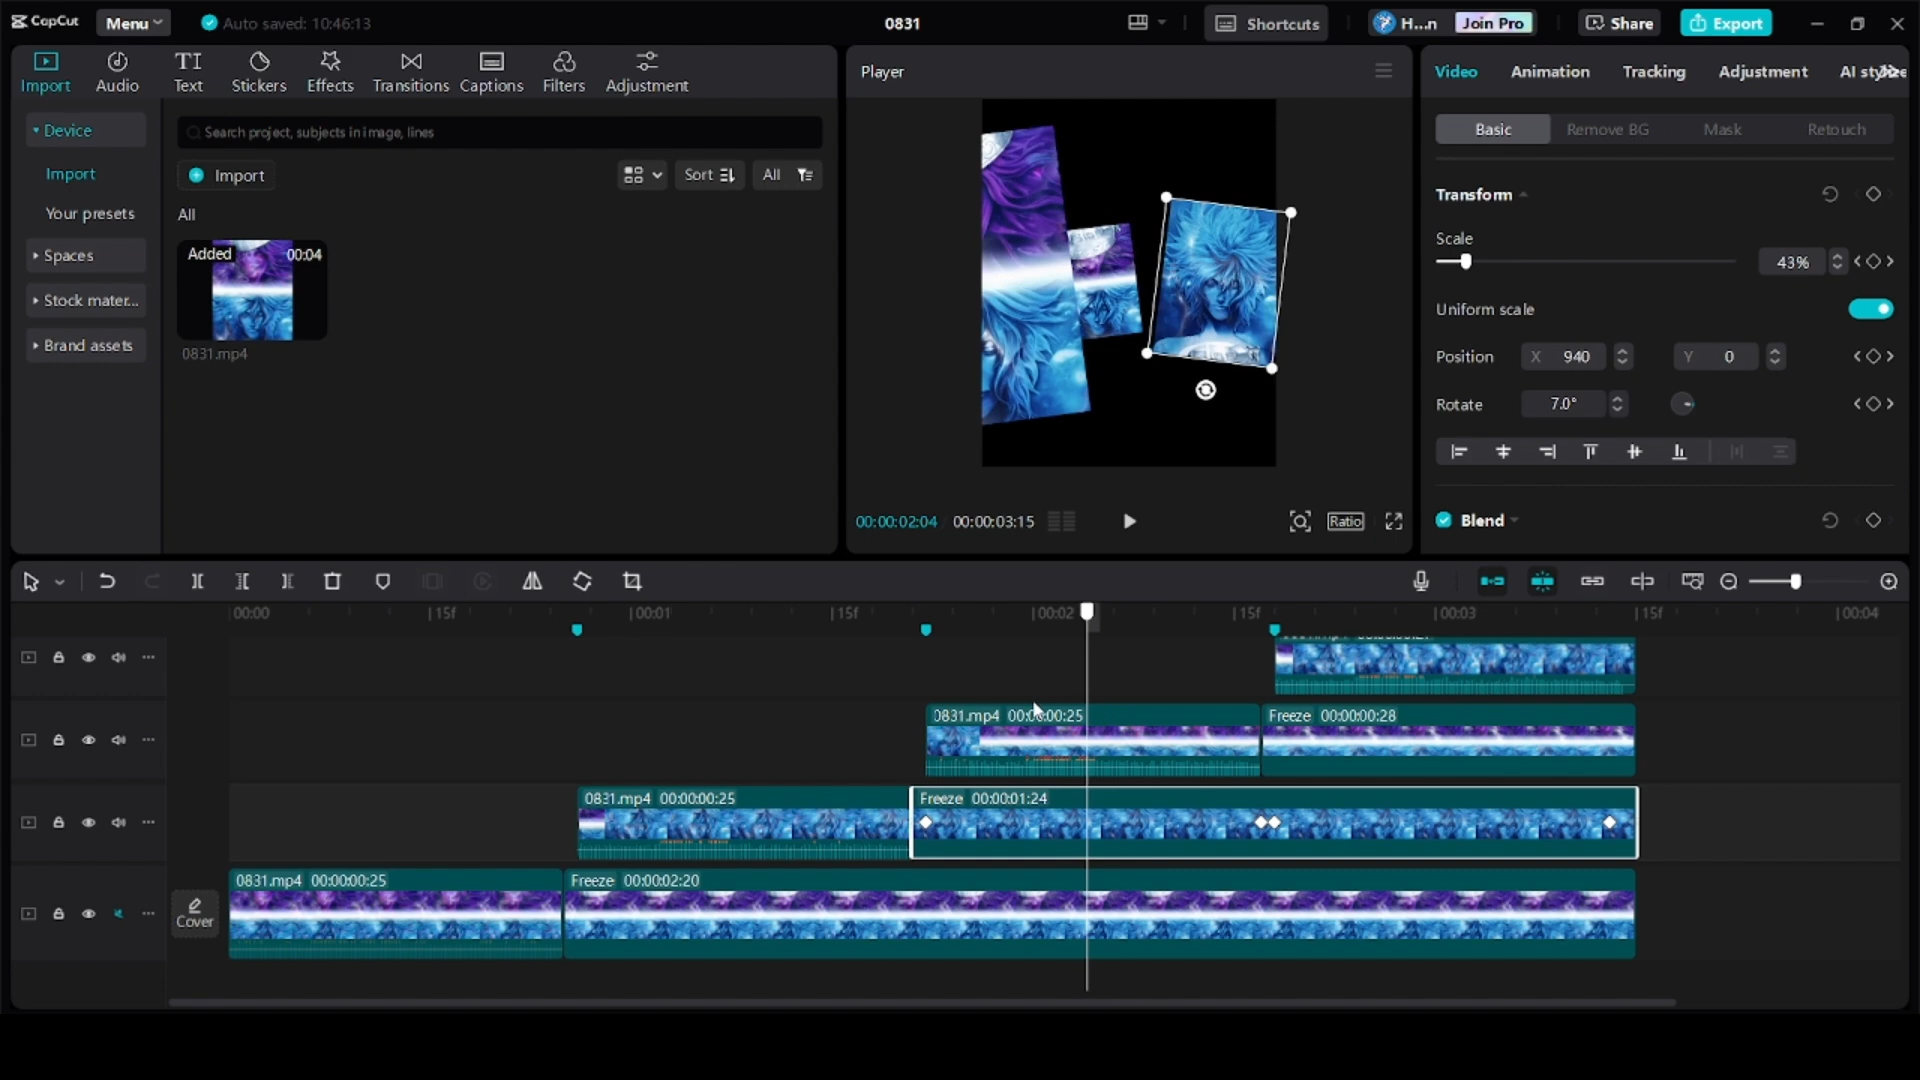 CapCut
Menu
Auto saved: 10:46:13
0831
Shortcuts
H...n
Join Pro
Share
Export
Import
Audio
Text
Stickers
Effects
Transitions
Captions
Filters
Adjustment
Device
Import
Your presets
Spaces
Stock mater...
Brand assets
Search project, subjects in image, lines
Import
Sort
All
All
Added
00:04
0831.mp4
Player
00:00:02:04
00:00:03:15
Ratio
Video
Animation
Tracking
Adjustment
Basic
Remove BG
Mask
Retouch
Transform
Scale
43%
Uniform scale
Position
X 940
Y 0
Rotate
7.0°
Blend
00:00
15f
00:01
15f
00:02
15f
00:03
15f
00:04
0831.mp4 00:00:00:25
Freeze 00:00:00:28
0831.mp4 00:00:00:25
Freeze 00:00:01:24
Cover
0831.mp4 00:00:00:25
Freeze 00:00:02:20